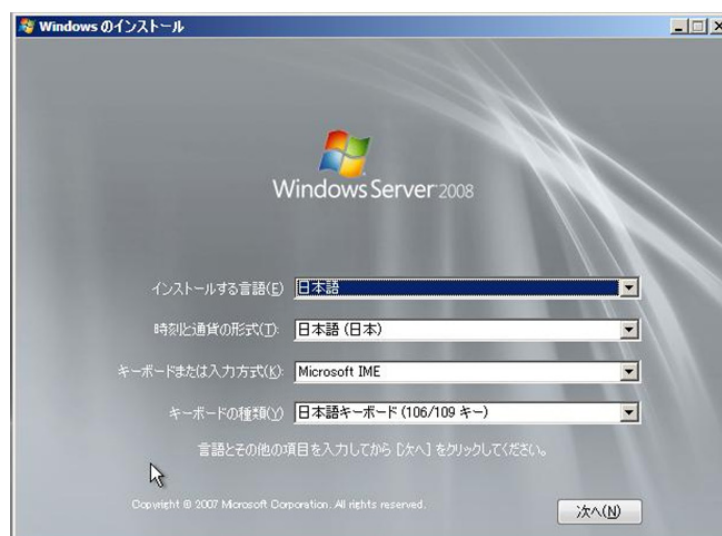 Windows のインストール
Windows Server 2008
インストールする言語(E) 日本語
時刻と通貨の形式(T): 日本語 (日本)
キーボードまたは入力方式(K): Microsoft IME
キーボードの種類(Y) 日本語キーボード (106/109 キー)
言語とその他の項目を入力してから [次へ] をクリックしてください。
Copyright © 2007 Microsoft Corporation. All rights reserved.
次へ(N)